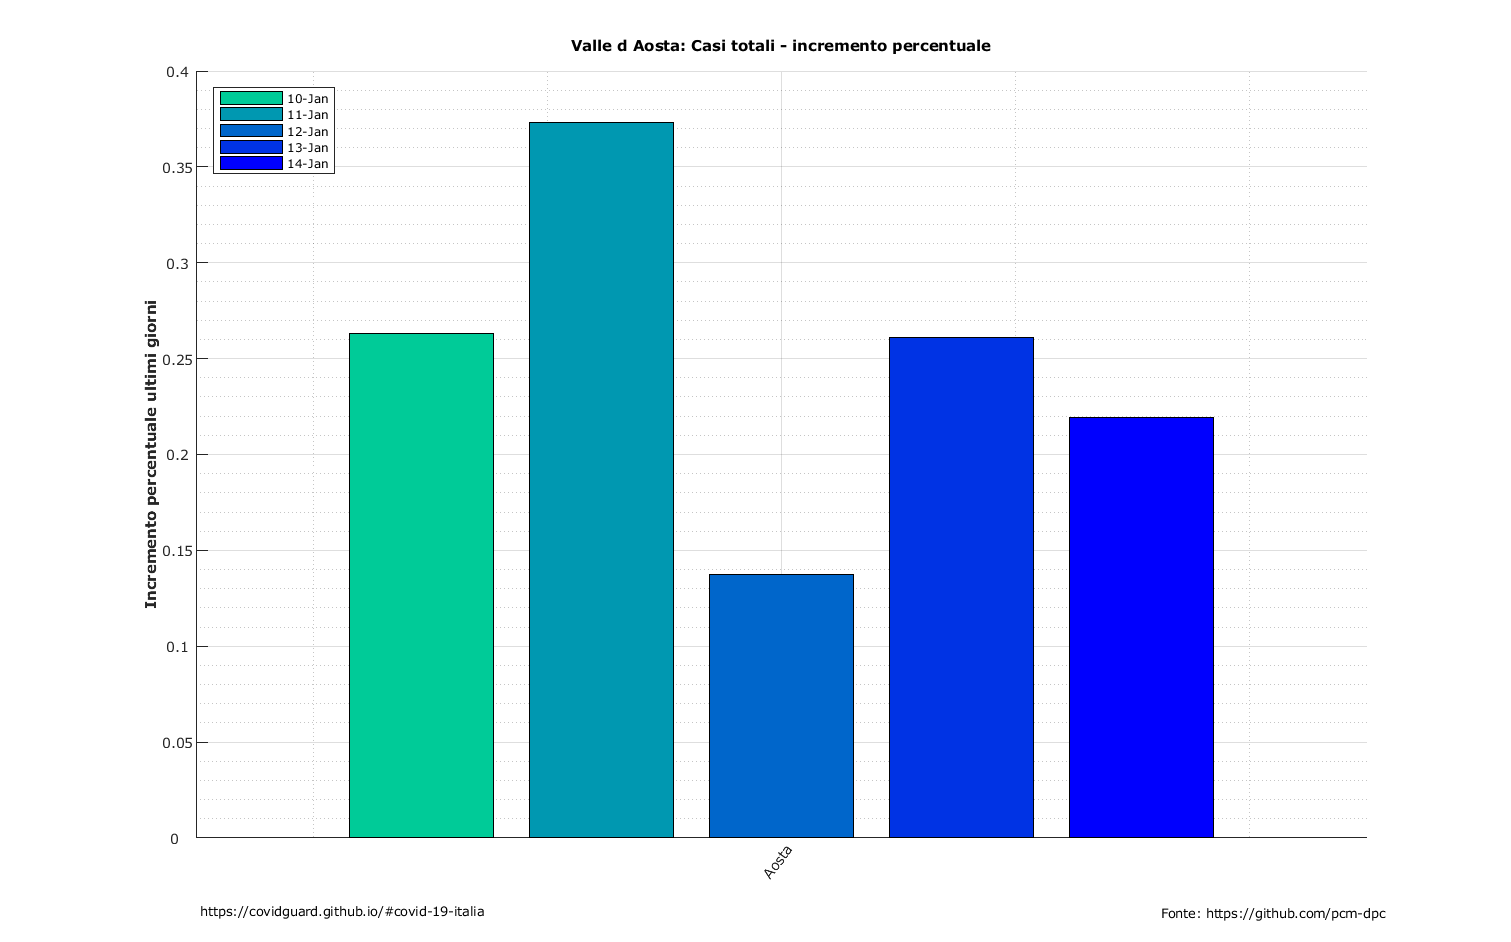 Valle d Aosta: Casi totali - incremento percentuale
0.4
0.35
0.3
0.25
0.2
0.15
0.1
0.05
0
Incremento percentuale ultimi giorni
10-Jan
11-Jan
12-Jan
13-Jan
14-Jan
Aosta
https://covidguard.github.io/#covid-19-italia
Fonte: https://github.com/pcm-dpc